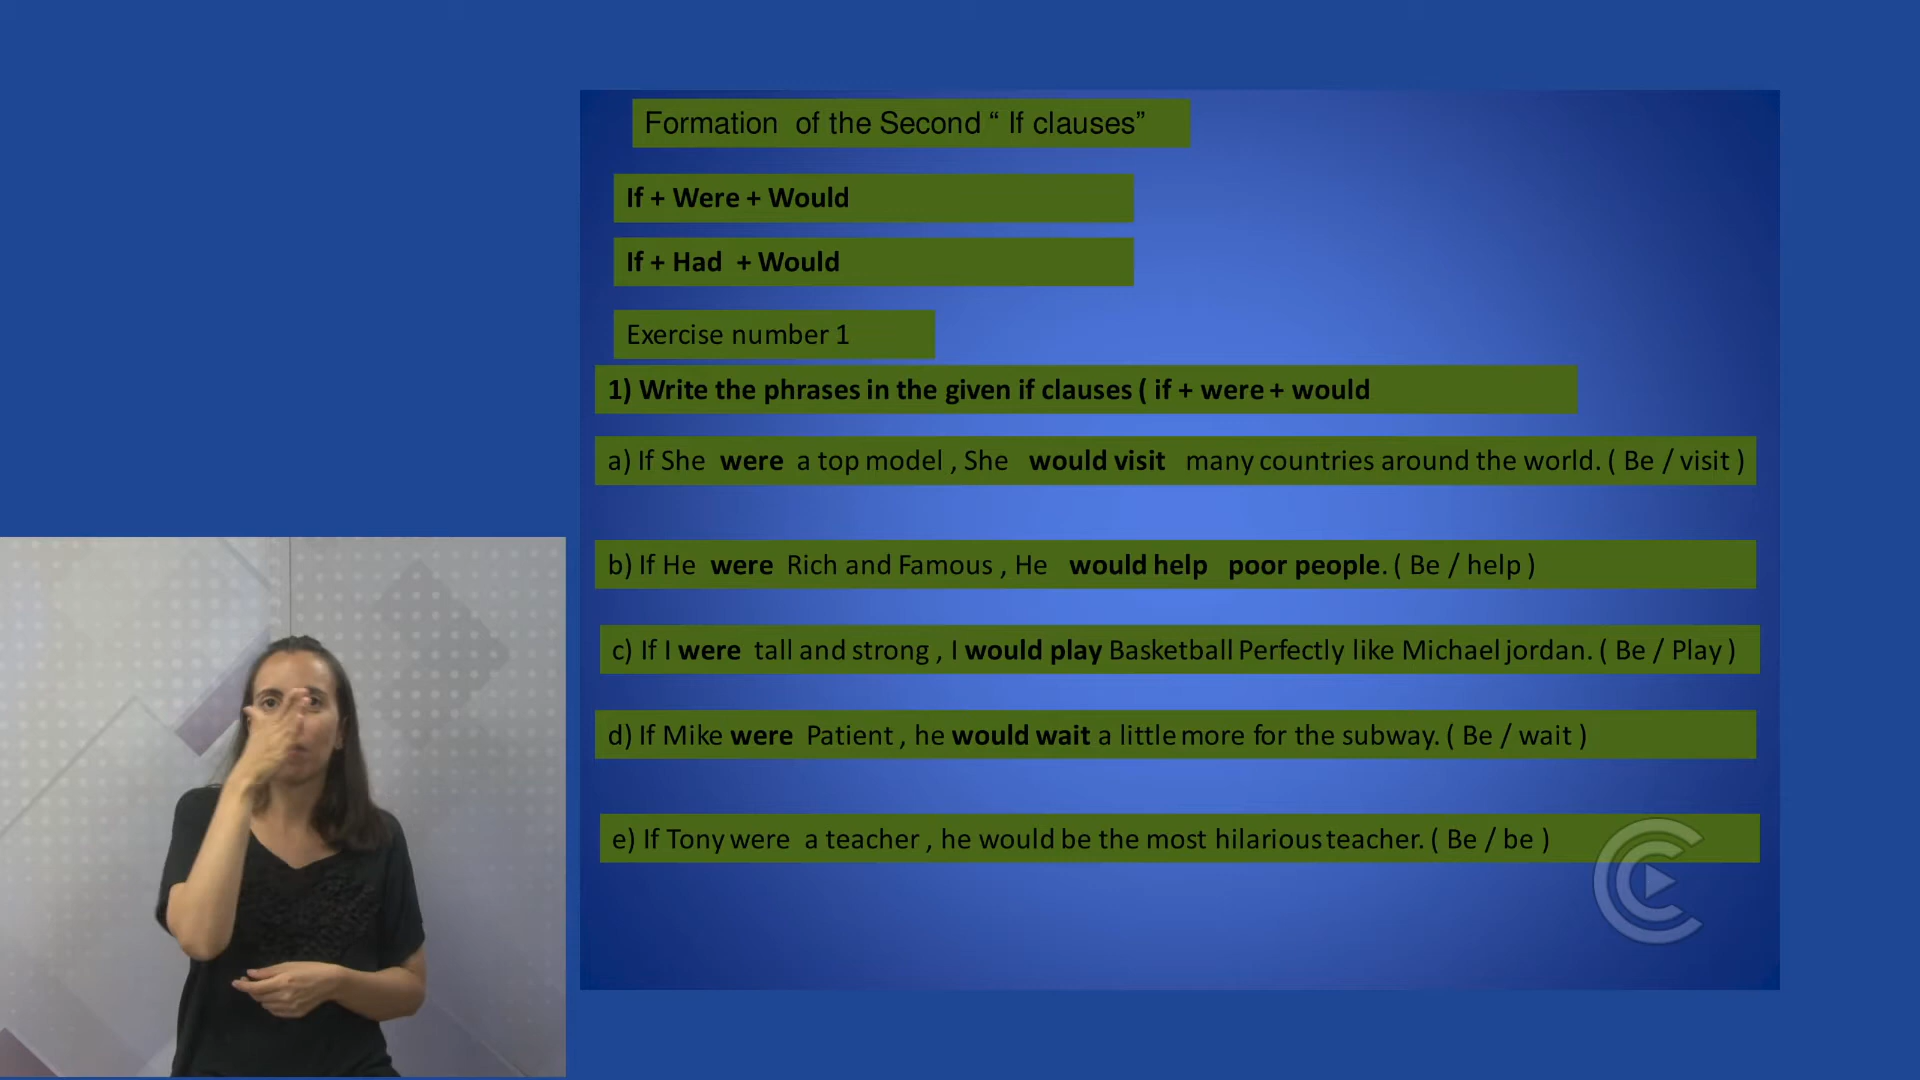 Formation of the Second “ If clauses”
If + Were + Would
If + Had + Would
Exercise number 1
1) Write the phrases in the given if clauses ( if + were + would
a) If She were a top model , She would visit many countries around the world. ( Be / visit )
b) If He were Rich and Famous , He would help poor people. ( Be / help )
c) If I were tall and strong , I would play Basketball Perfectly like Michael jordan. ( Be / Play )
d) If Mike were Patient , he would wait a little more for the subway. ( Be / wait )
e) If Tony were a teacher , he would be the most hilarious teacher. ( Be / be )